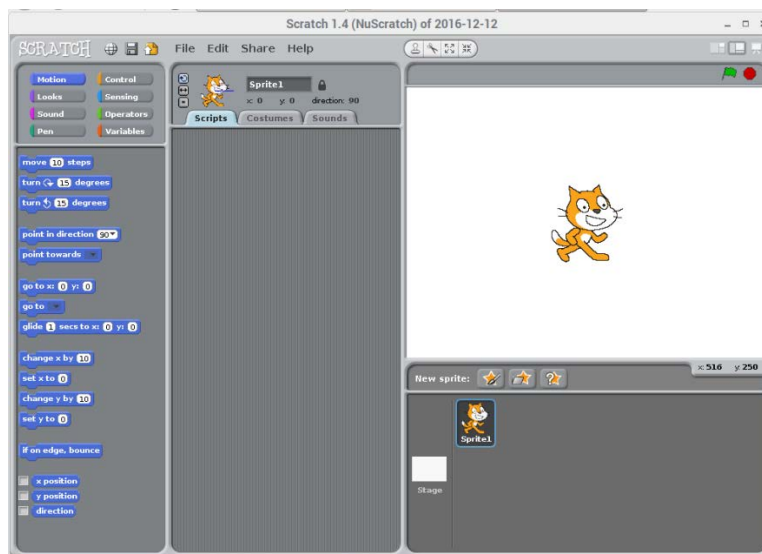 Scratch 1.4 (NuScratch) of 2016-12-12
SCRATCH File Edit Share Help
Motion Control
Looks Sensing
Sound Operators
Pen Variables
Sprite1
x: 0 y: 0 direction: 90
Scripts Costumes Sounds
move 10 steps
turn 15 degrees
turn 15 degrees
point in direction 90
point towards
go to x: 0 y: 0
go to
glide 1 secs to x: 0 y: 0
change x by 10
set x to 0
change y by 10
set y to 0
if on edge, bounce
x position
y position
direction
x: 516 y: 250
New sprite:
Sprite1
Stage